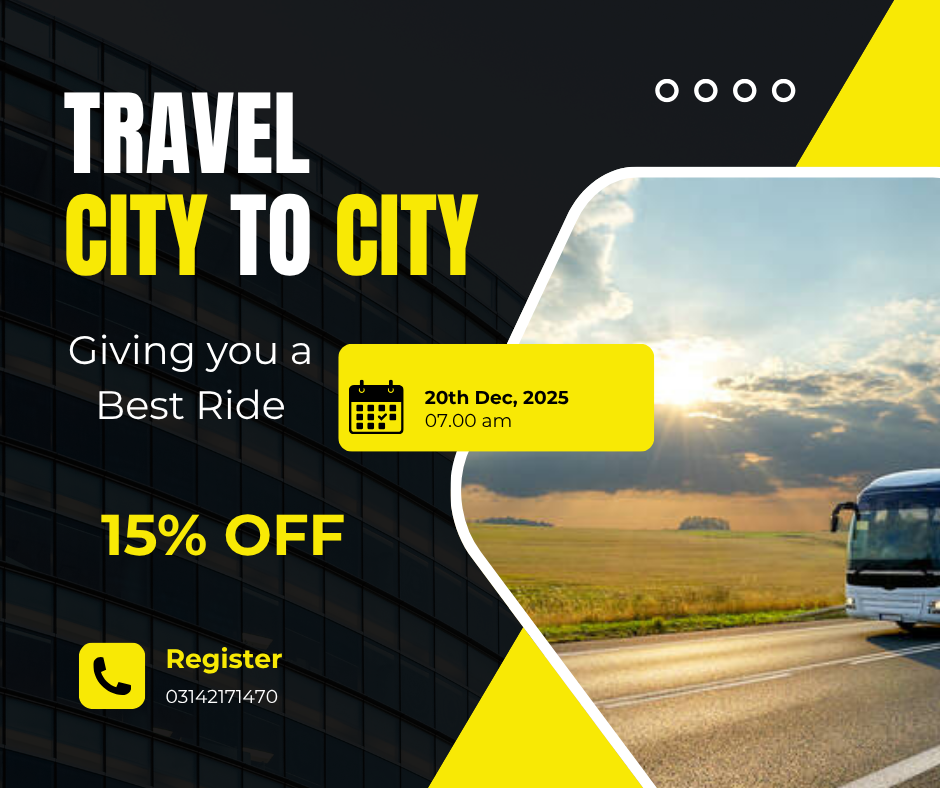 TRAVEL
CITY TO CITY
Giving you a
Best Ride
20th Dec, 2025
07.00 am
15% OFF
Register
03142171470